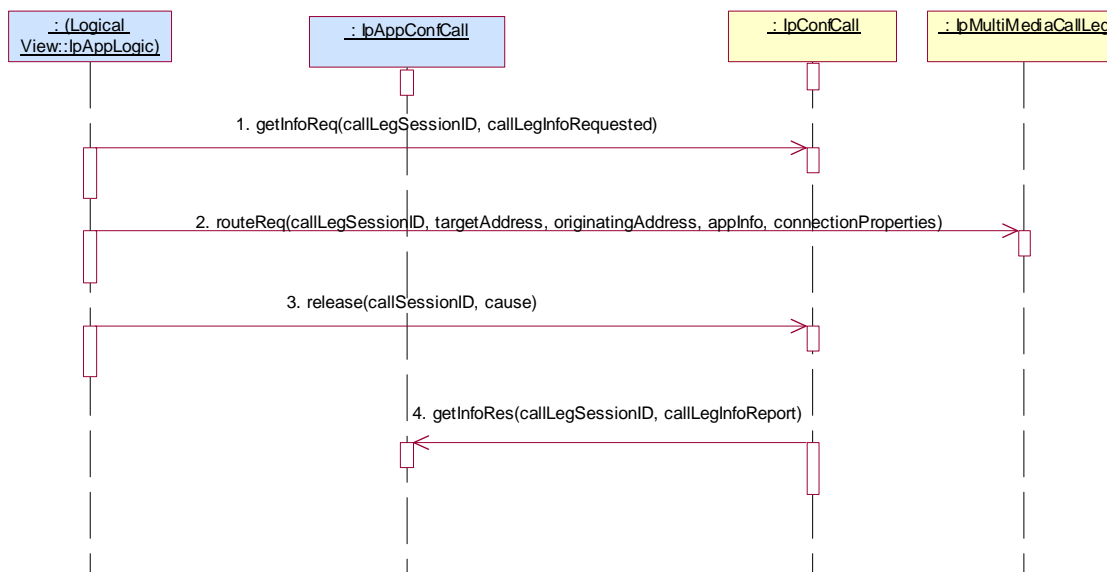 : (Logical
View::IpAppLogic)
: IpAppConfCall
: IpConfCall
: IpMultiMediaCallLeg
1. getInfoReq(callLegSessionID, callLegInfoRequested)
2. routeReq(callLegSessionID, targetAddress, originatingAddress, appInfo, connectionProperties)
3. release(callSessionID, cause)
4. getInfoRes(callLegSessionID, callLegInfoReport)